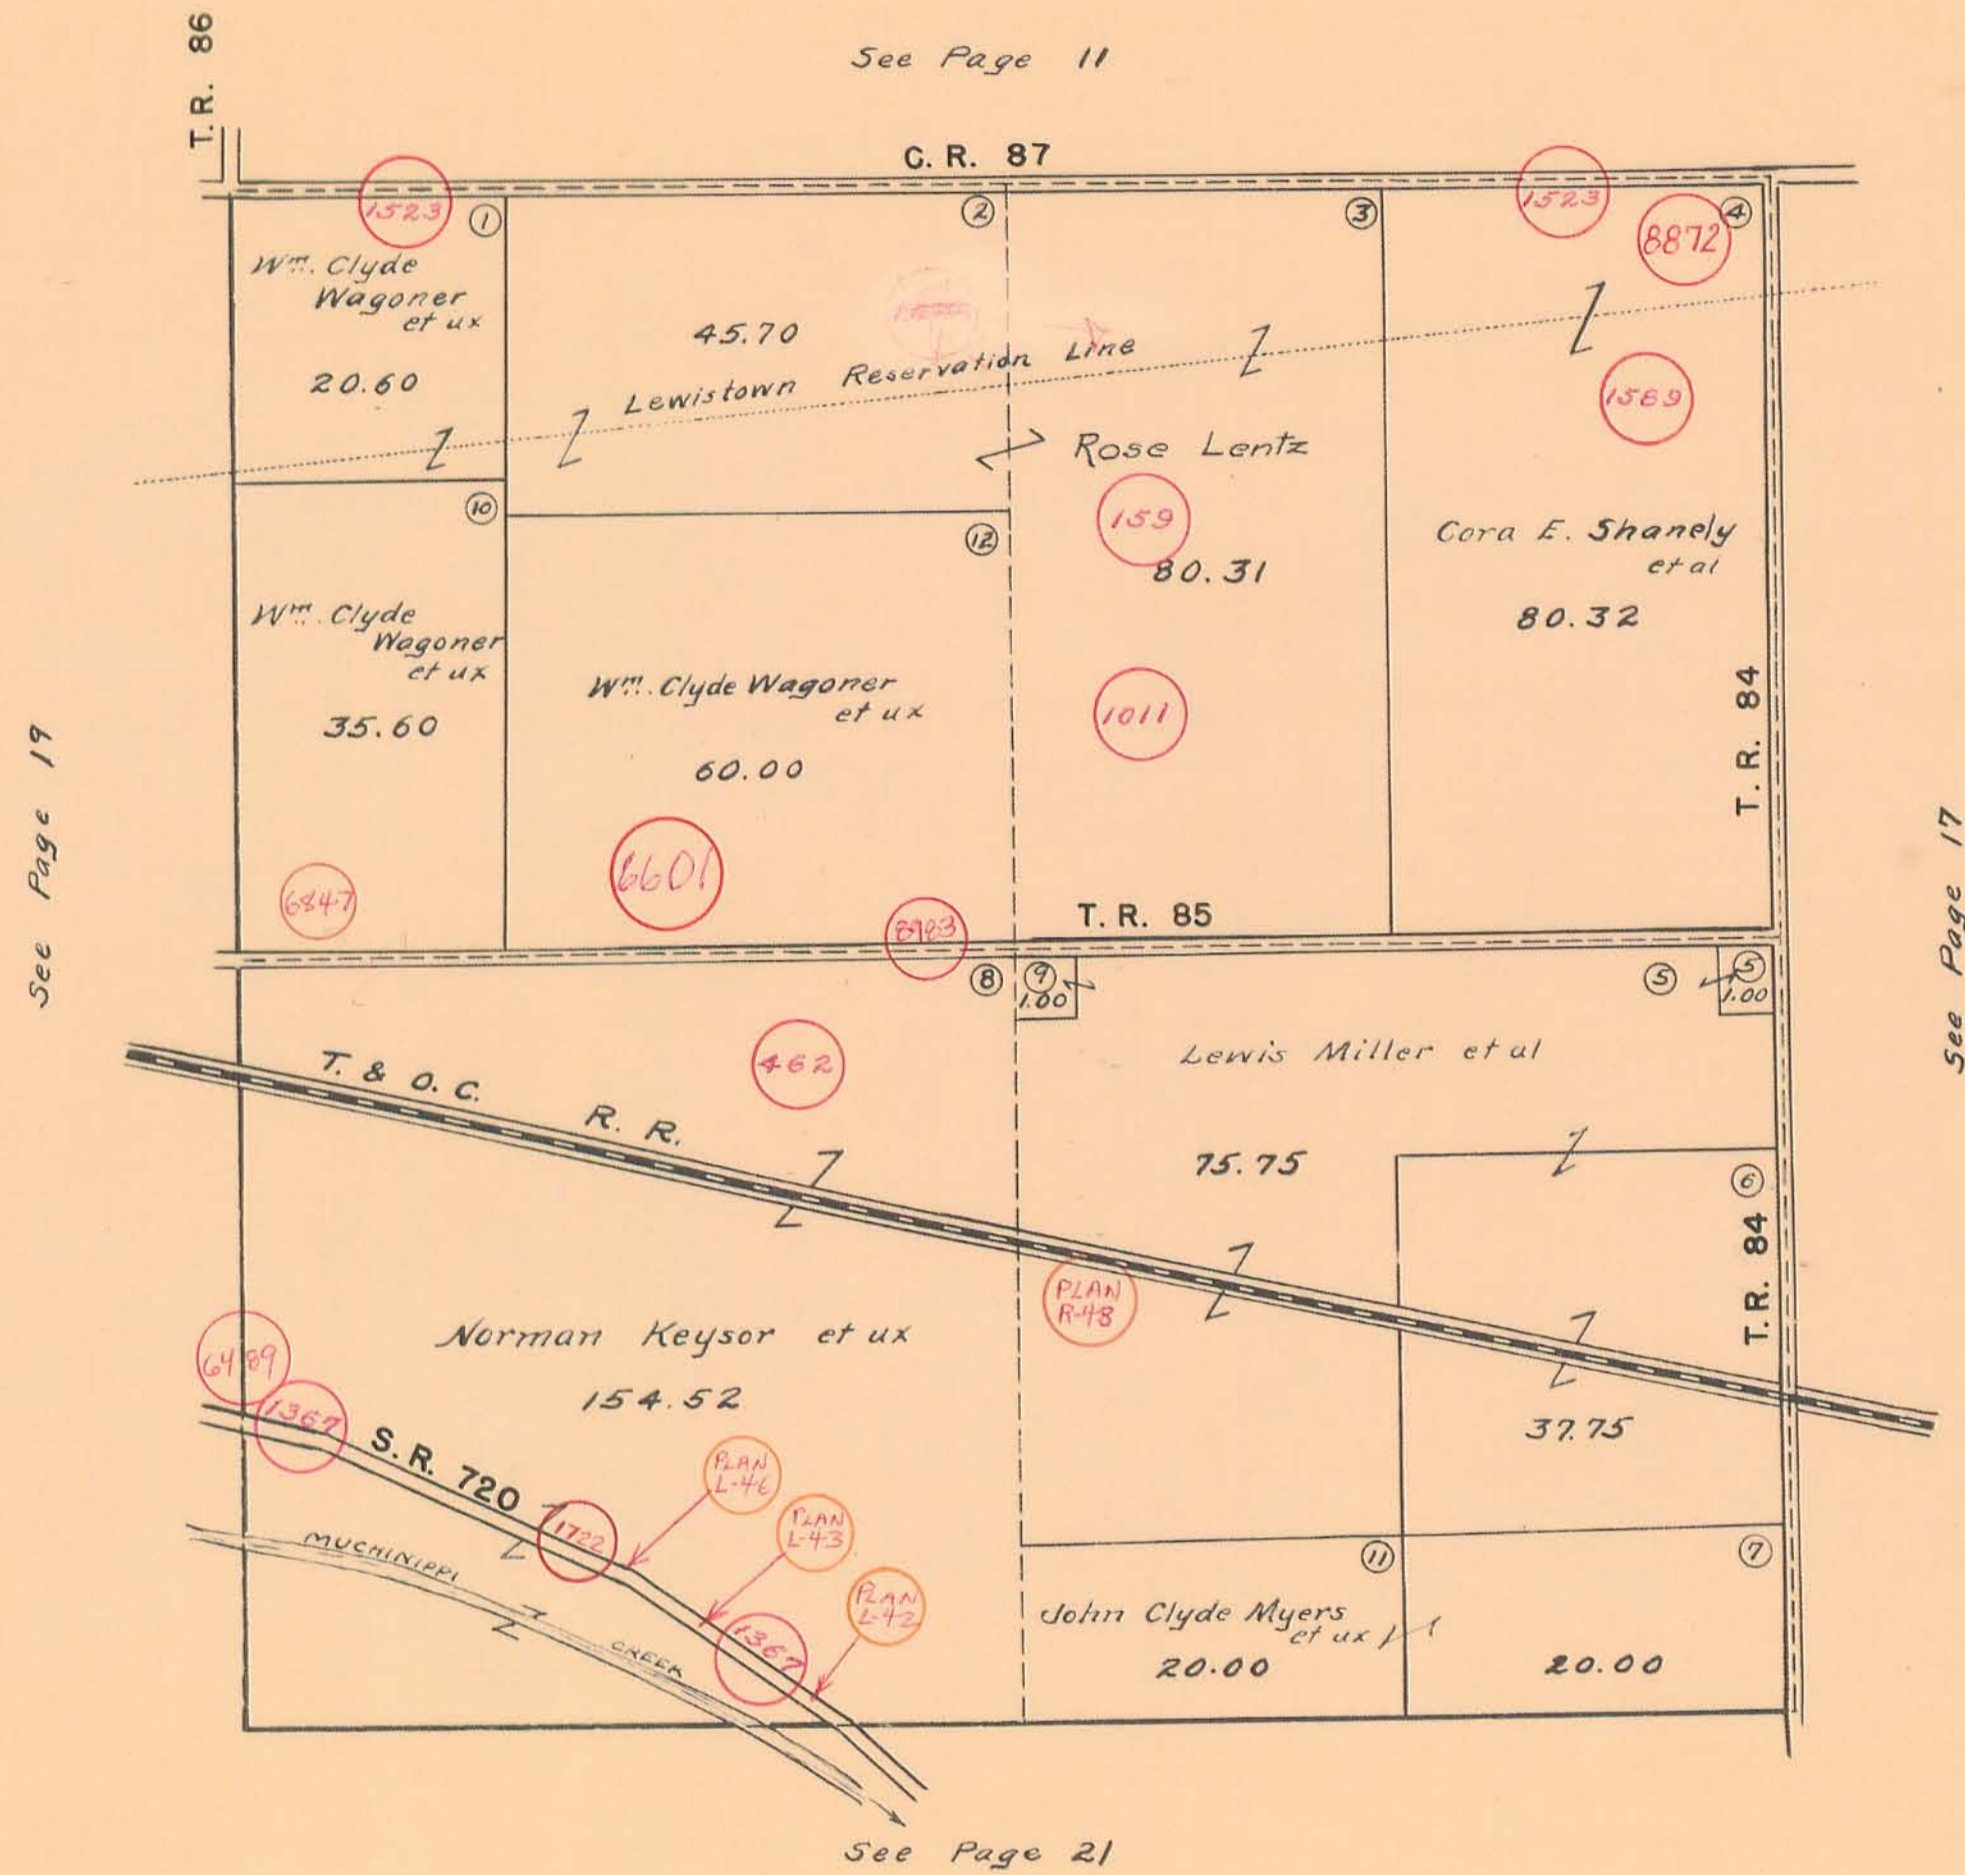 T.R. 86
See Page 11
C. R. 87
1523
1
2
3
1523
8872
4
Wm. Clyde
Wagoner
et ux
20.60
45.70
Lewistown Reservation Line
1589
Rose Lentz
159
80.31
Cora E. Shanely
et al
80.32
10
12
Wm. Clyde
Wagoner
et ux
35.60
Wm. Clyde Wagoner
et ux
60.00
1011
T. R. 84
See Page 19
See Page 17
6847
6601
8983
T. R. 85
8
9
1.00
5
5
1.00
462
Lewis Miller et al
T. & O. C. R. R.
75.75
6
T. R. 84
PLAN
R-48
Norman Keysor et ux
154.52
6489
1367
37.75
S. R. 720
PLAN
PLAN
L-43
1722
PLAN
L-42
1367
MUCHINIPPI CREEK
11
7
John Clyde Myers
et ux
20.00
20.00
See Page 21